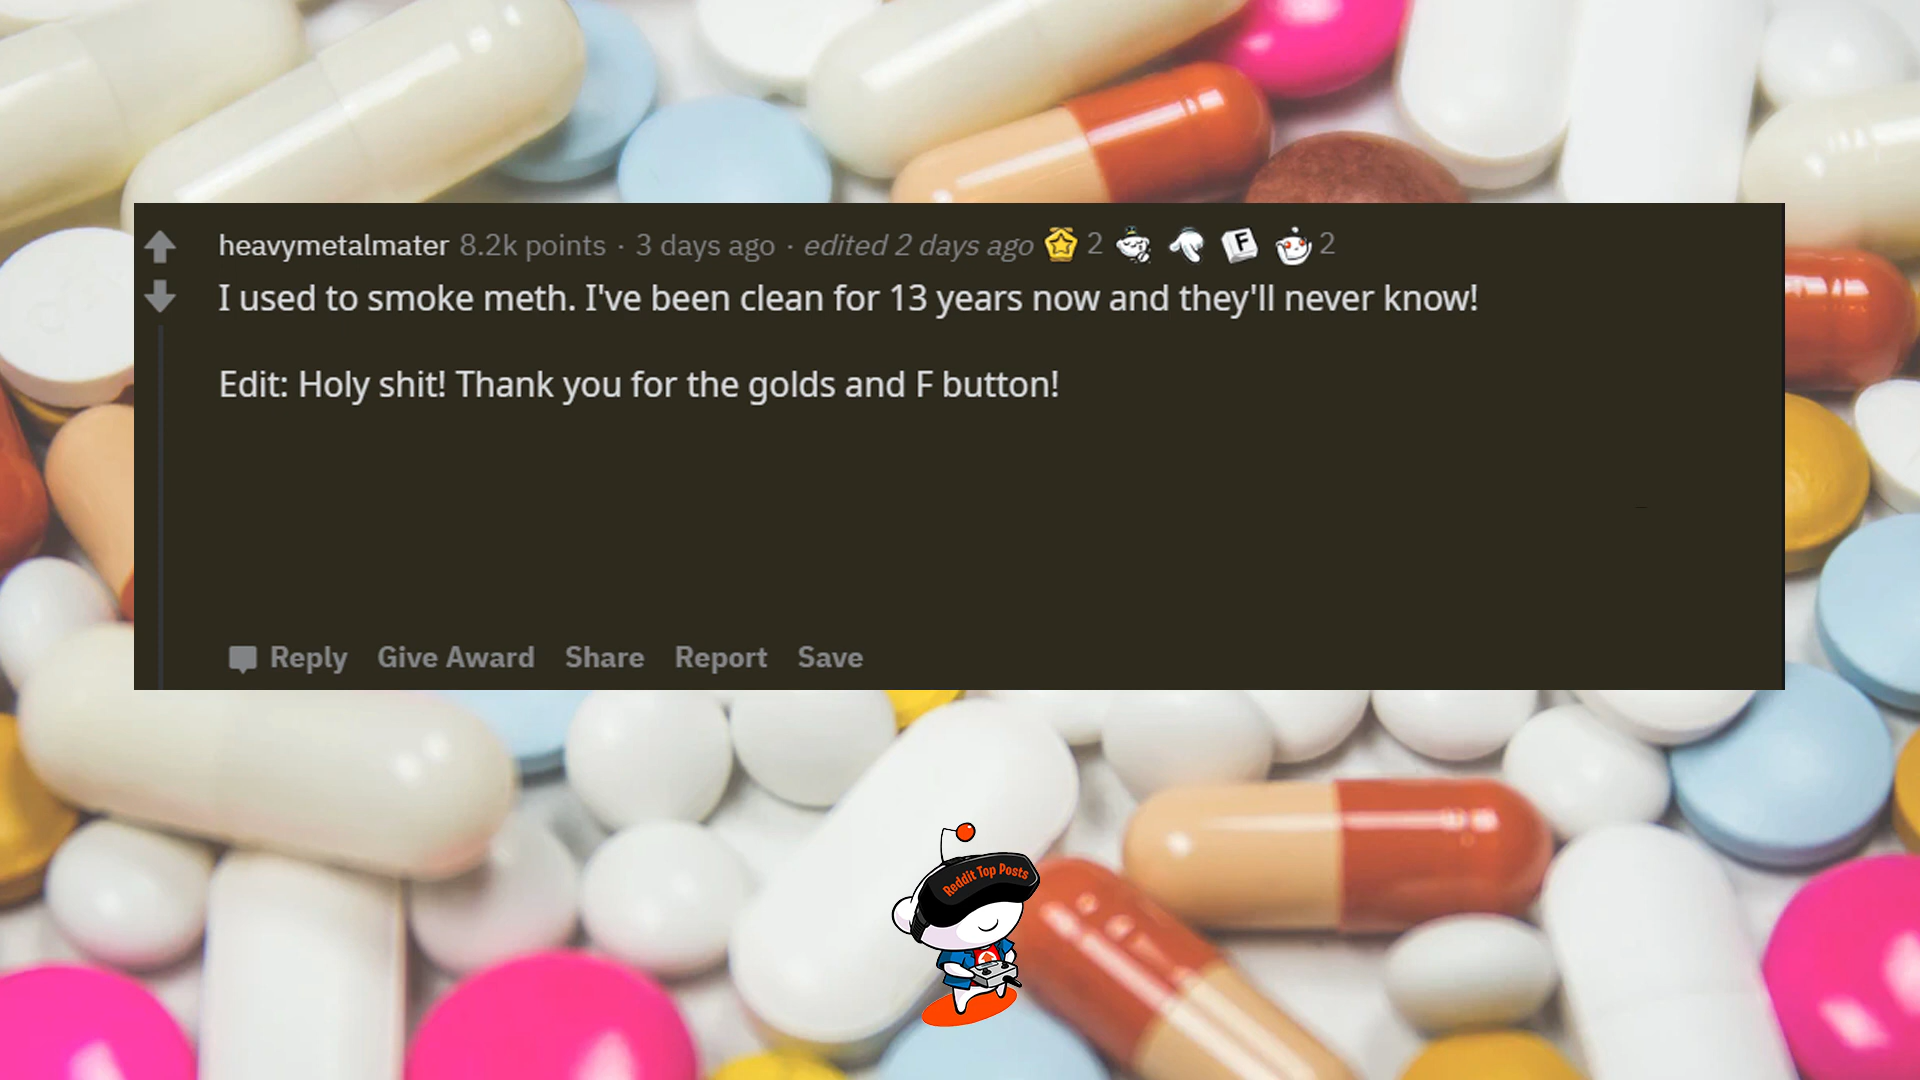 heavymetalmater 8.2k points · 3 days ago · edited 2 days ago 2 F 2
I used to smoke meth. I've been clean for 13 years now and they'll never know!
Edit: Holy shit! Thank you for the golds and F button!
Reply Give Award Share Report Save
Reddit Top Posts